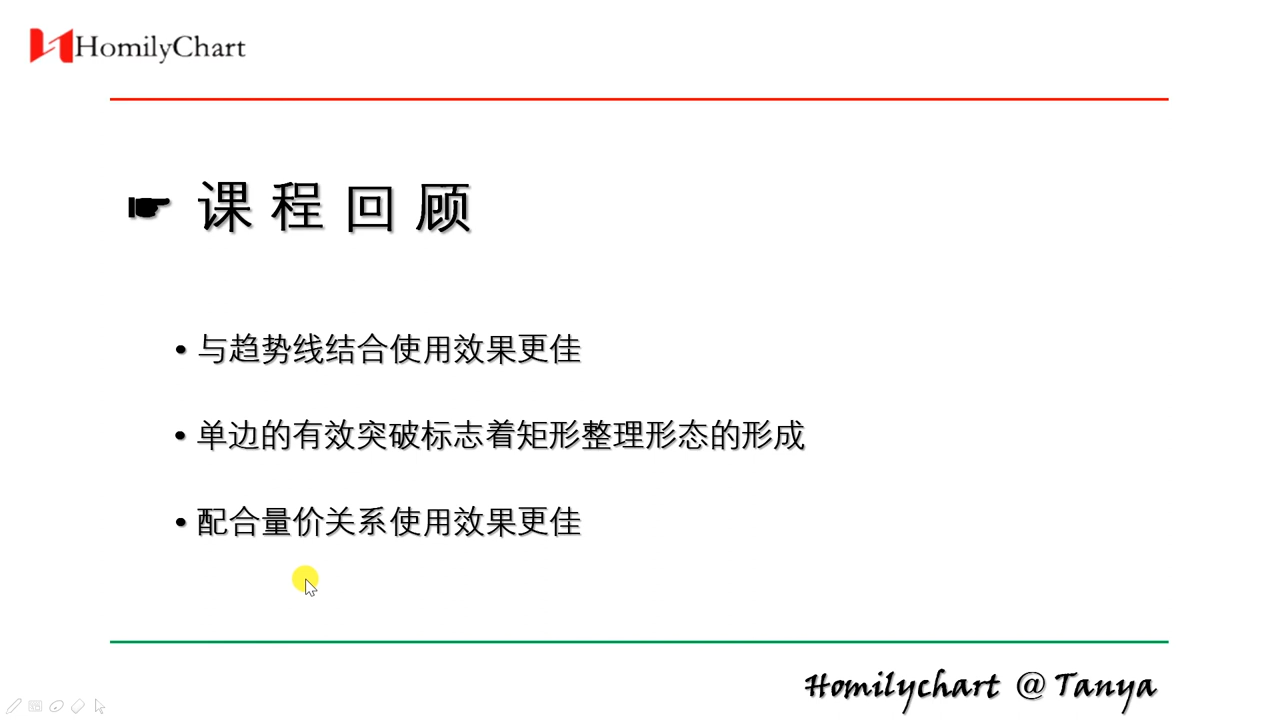 HomilyChart
☛ 课程回顾
• 与趋势线结合使用效果更佳
• 单边的有效突破标志着矩形整理形态的形成
• 配合量价关系使用效果更佳
Homilychart @ Tanya